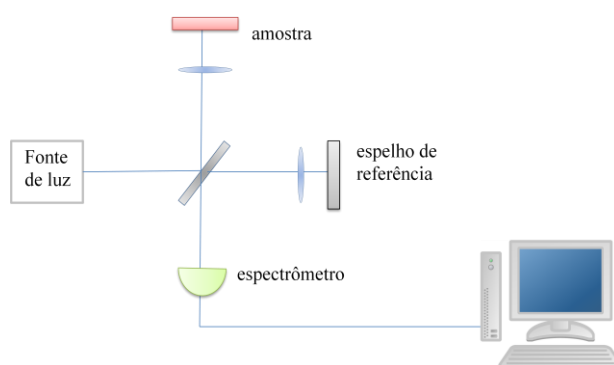 amostra
Fonte
de luz
espelho de
referência
espectrômetro